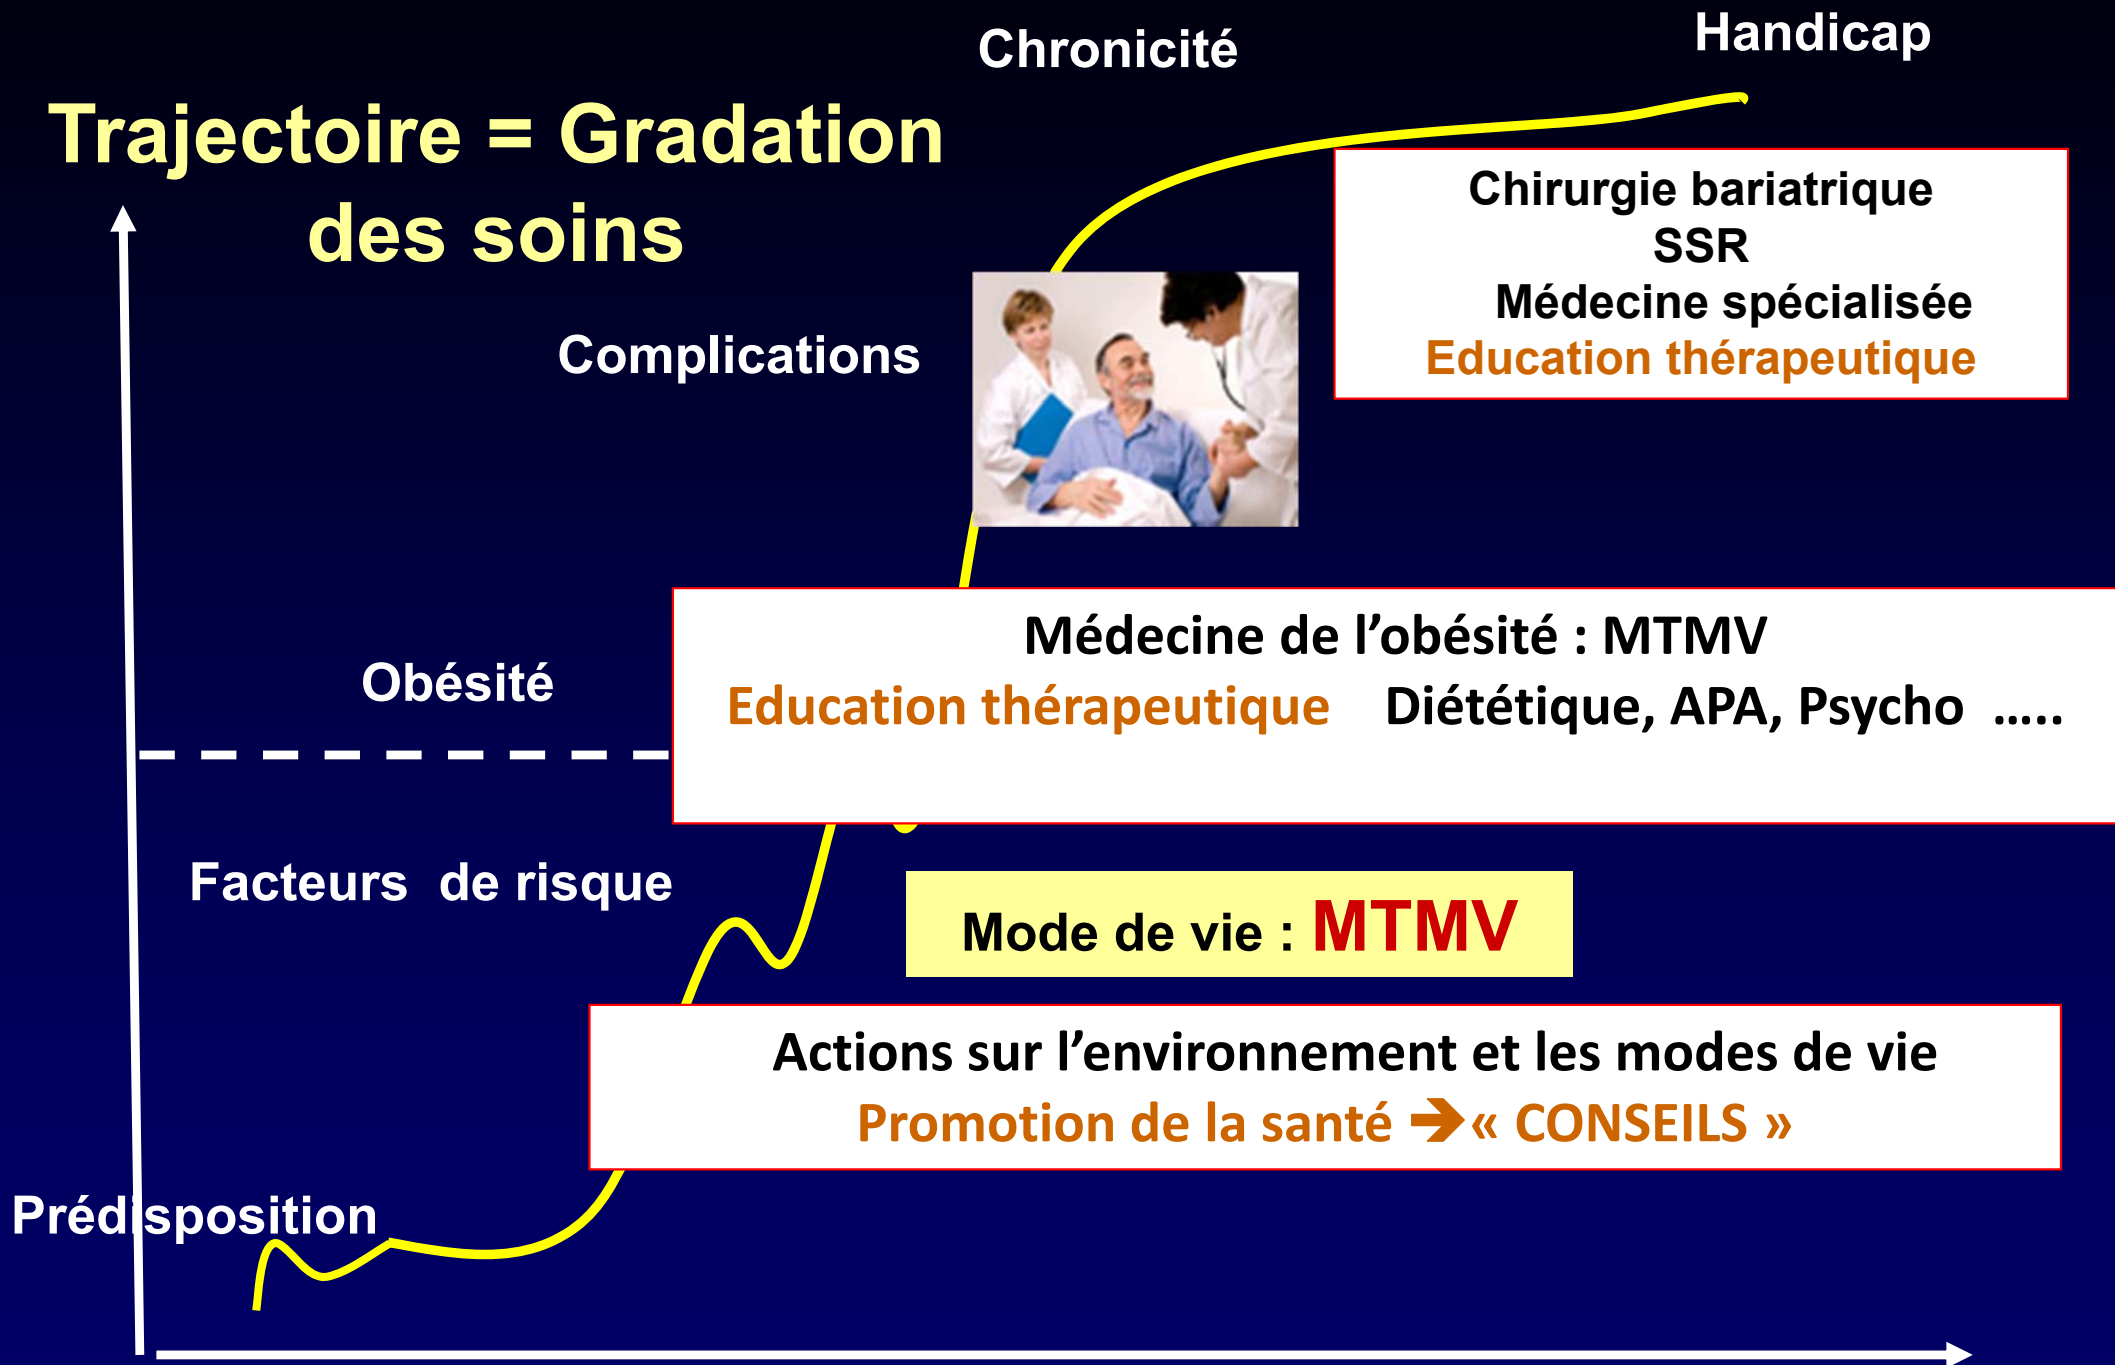 Chronicité
Handicap
Trajectoire = Gradation
des soins
Chirurgie bariatrique
SSR
Médecine spécialisée
Education thérapeutique
Complications
Médecine de l’obésité : MTMV
Obésité
Education thérapeutique Diététique, APA, Psycho .....
Facteurs de risque
Mode de vie : MTMV
Actions sur l’environnement et les modes de vie
Promotion de la santé ➔ « CONSEILS »
Prédisposition